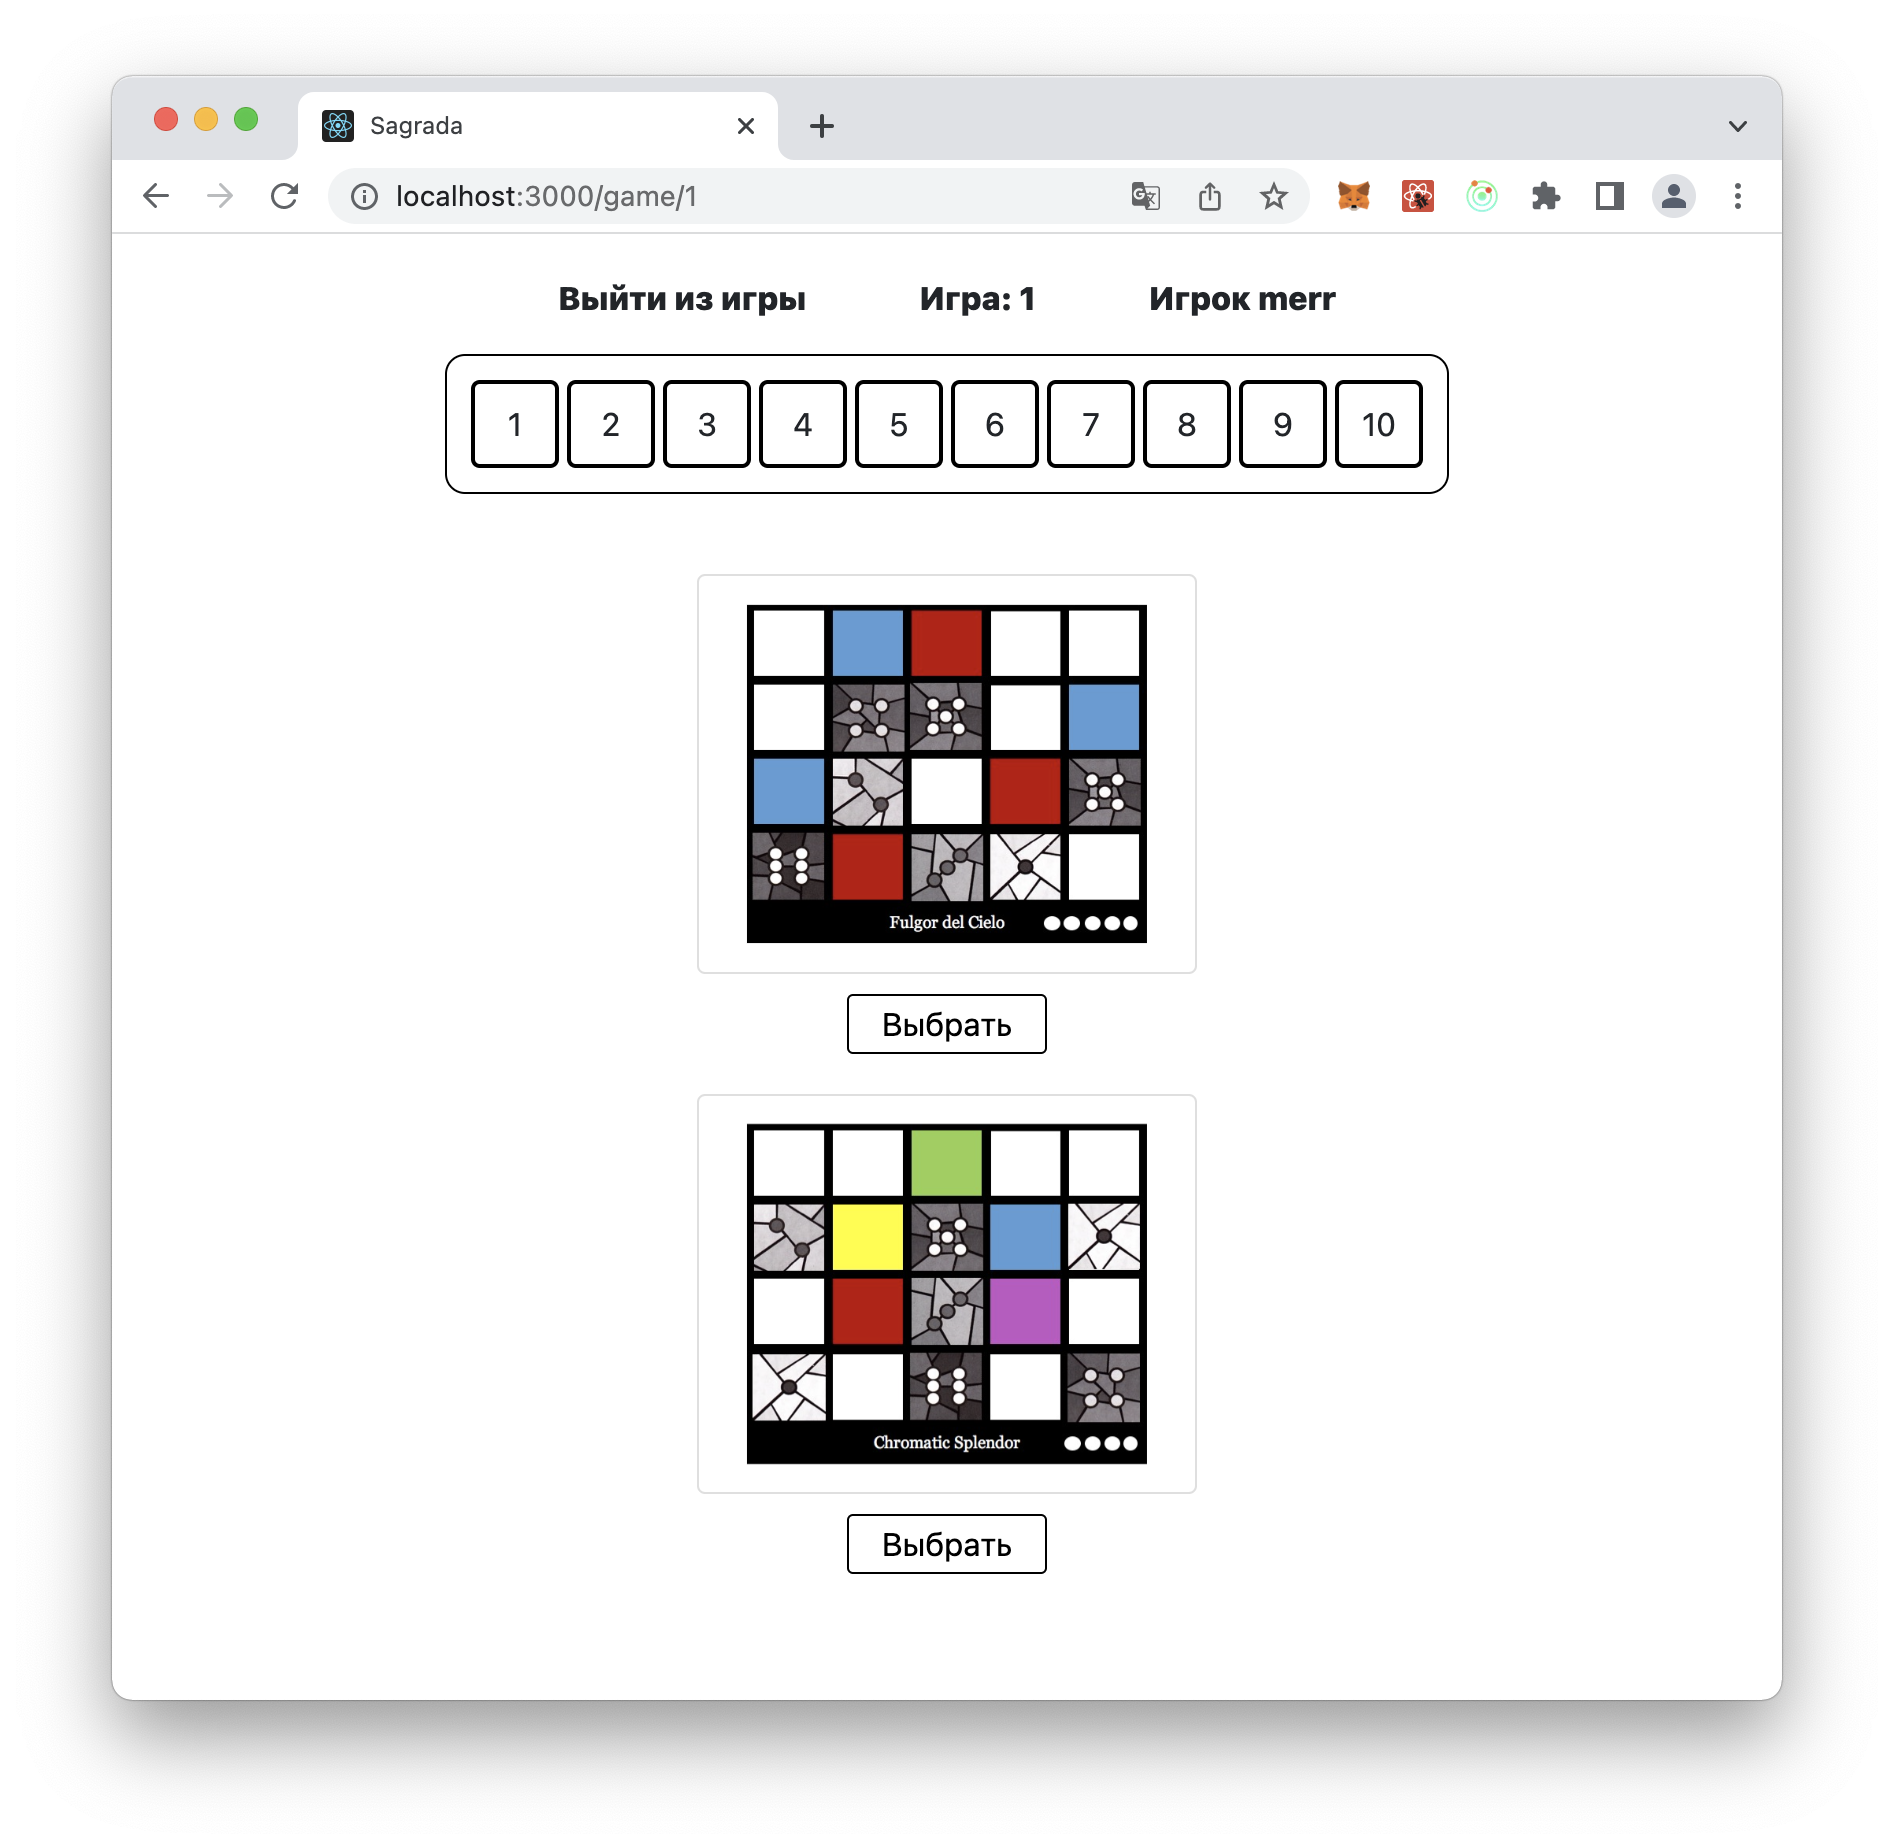 Sagrada
localhost:3000/game/1
Выйти из игры Игра: 1 Игрок merr
1 2 3 4 5 6 7 8 9 10
Fulgor del Cielo
Выбрать
Chromatic Splendor
Выбрать